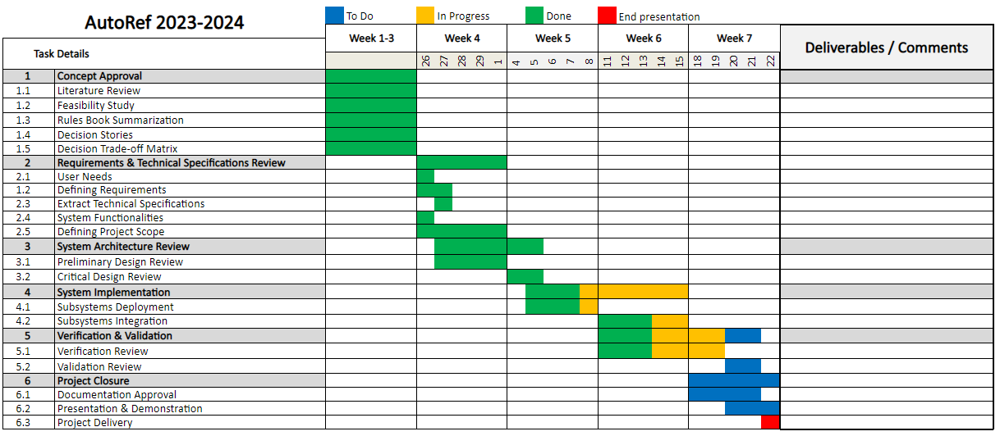 To Do In Progress Done End presentation
AutoRef 2023-2024
Week 1-3 Week 4 Week 5 Week 6 Week 7
Deliverables / Comments
Task Details
26 27 28 29 1 4 5 6 7 8 11 12 13 14 15 18 19 20 21 22
1 Concept Approval
1.1 Literature Review
1.2 Feasibility Study
1.3 Rules Book Summarization
1.4 Decision Stories
1.5 Decision Trade-off Matrix
2 Requirements & Technical Specifications Review
2.1 User Needs
1.2 Defining Requirements
2.3 Extract Technical Specifications
2.4 System Functionalities
2.5 Defining Project Scope
3 System Architecture Review
3.1 Preliminary Design Review
3.2 Critical Design Review
4 System Implementation
4.1 Subsystems Deployment
4.2 Subsystems Integration
5 Verification & Validation
5.1 Verification Review
5.2 Validation Review
6 Project Closure
6.1 Documentation Approval
6.2 Presentation & Demonstration
6.3 Project Delivery